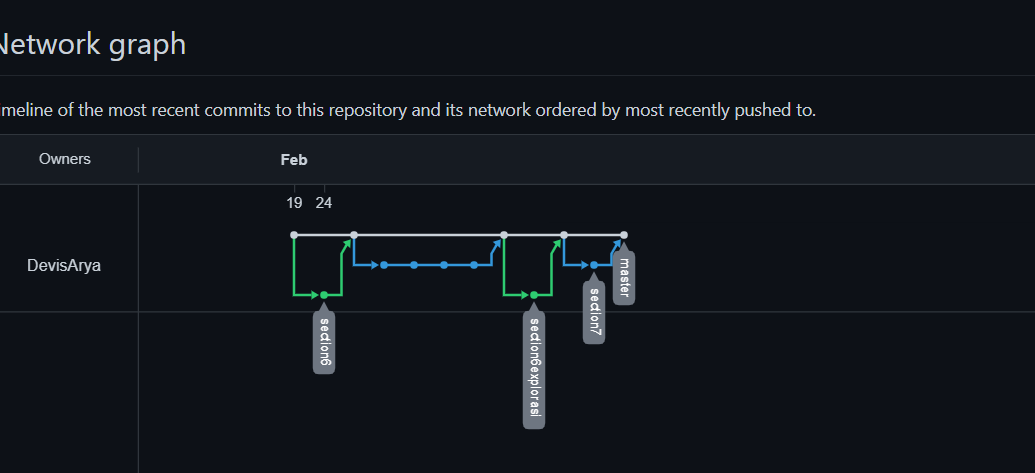 Network graph
imeline of the most recent commits to this repository and its network ordered by most recently pushed to.
Owners
Feb
19 24
DevisArya
master
section7
section6
section6explorasi